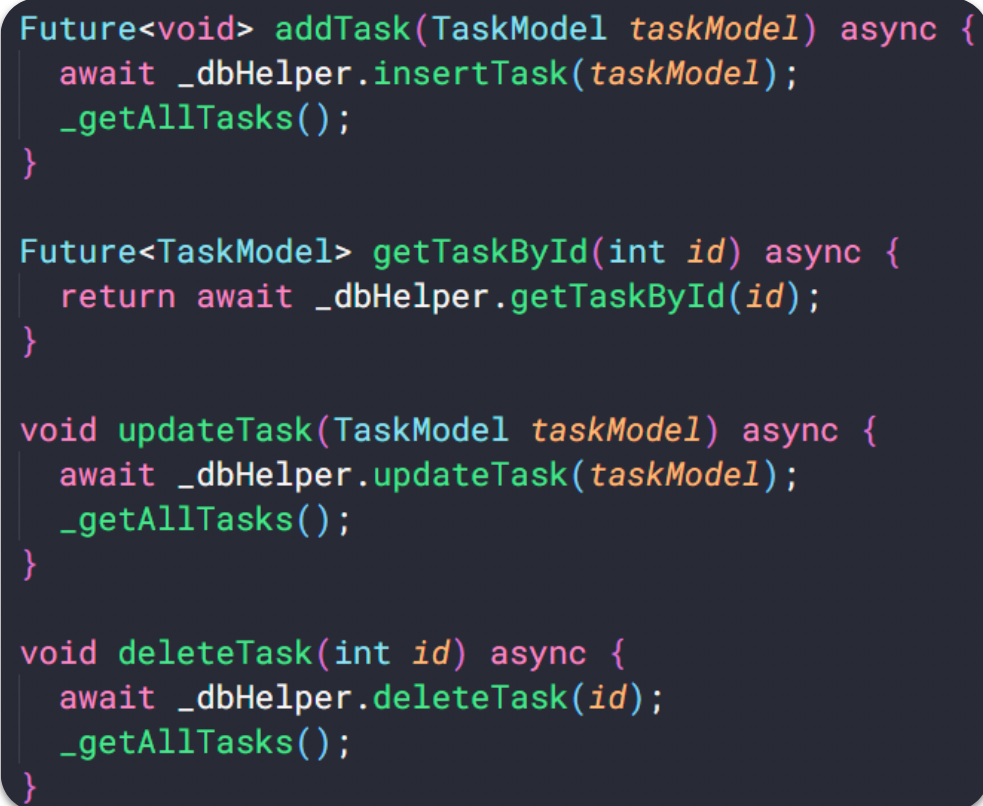 Future<void> addTask(TaskModel taskModel) async {
  await _dbHelper.insertTask(taskModel);
  _getAllTasks();
}

Future<TaskModel> getTaskById(int id) async {
  return await _dbHelper.getTaskById(id);
}

void updateTask(TaskModel taskModel) async {
  await _dbHelper.updateTask(taskModel);
  _getAllTasks();
}

void deleteTask(int id) async {
  await _dbHelper.deleteTask(id);
  _getAllTasks();
}